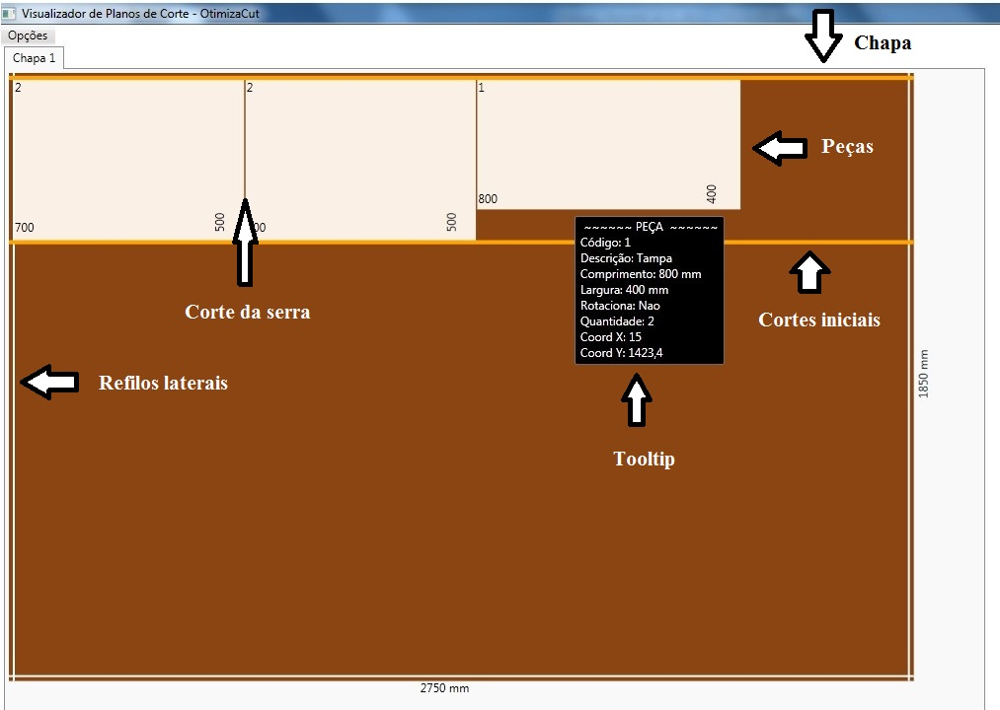 Visualizador de Planos de Corte - OtimizaCut
Opções
Chapa
Chapa 1
2
2
1
Peças
800
400
700
500
00
500
~~~~~~ PEÇA ~~~~~~
Código: 1
Descrição: Tampa
Comprimento: 800 mm
Largura: 400 mm
Rotaciona: Nao
Quantidade: 2
Coord X: 15
Coord Y: 1423,4
Corte da serra
Cortes iniciais
Refilos laterais
1850 mm
Tooltip
2750 mm